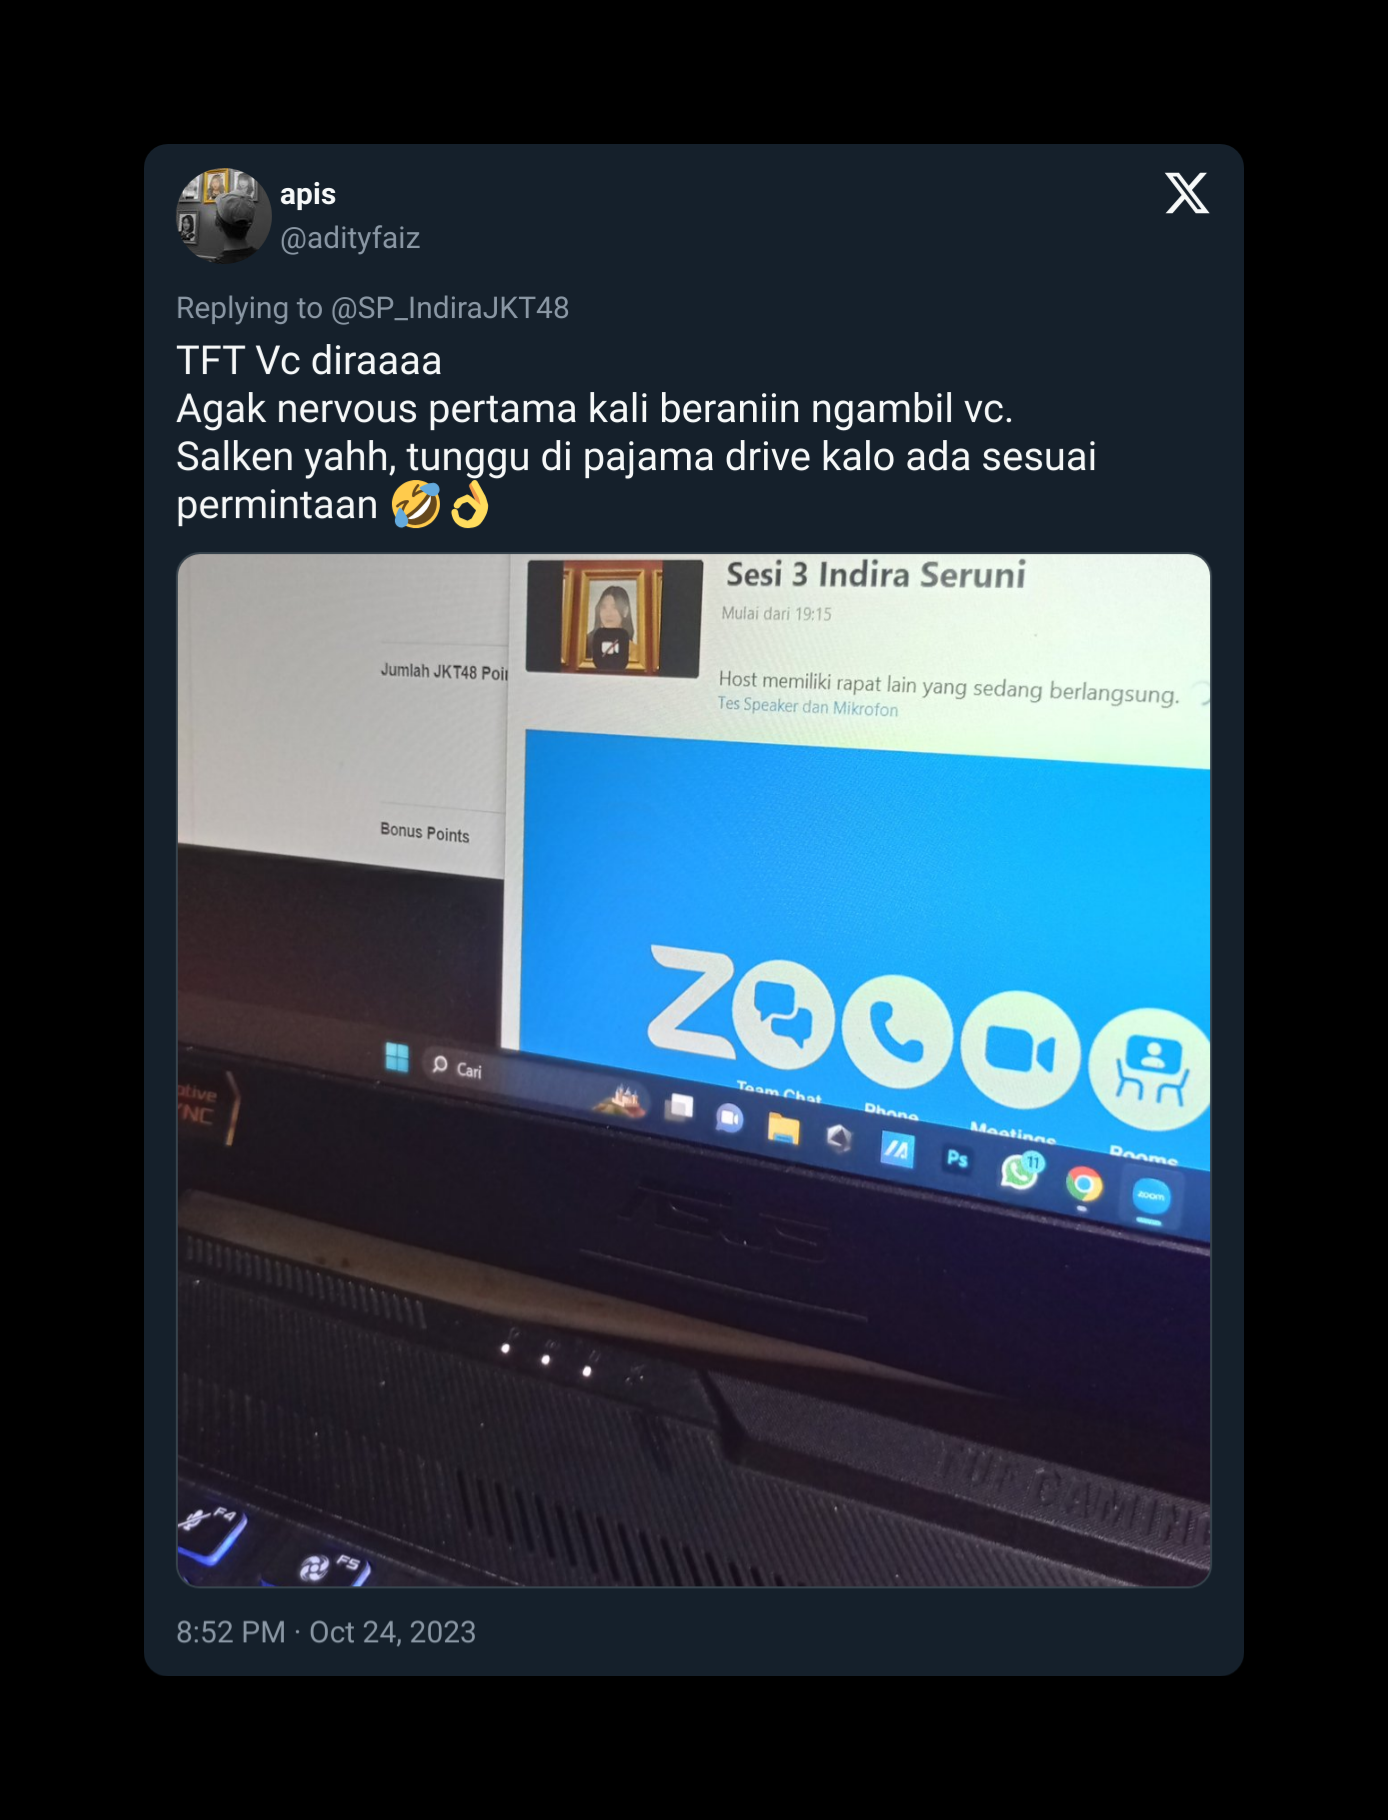 apis
@adityfaiz
Replying to @SP_IndiraJKT48
TFT Vc diraaaa
Agak nervous pertama kali beraniin ngambil vc.
Salken yahh, tunggu di pajama drive kalo ada sesuai
permintaan 🤣👌
Sesi 3 Indira Seruni
Mulai dari 19:15
Jumlah JKT48 Poi
Host memiliki rapat lain yang sedang berlangsung.
Tes Speaker dan Mikrofon
Bonus Points
zoom
Team Chat
Phone
Meetings
Rooms
Cari
Ps
11
zoom
ASUS
TUF GAMING
F4
F5
8:52 PM · Oct 24, 2023